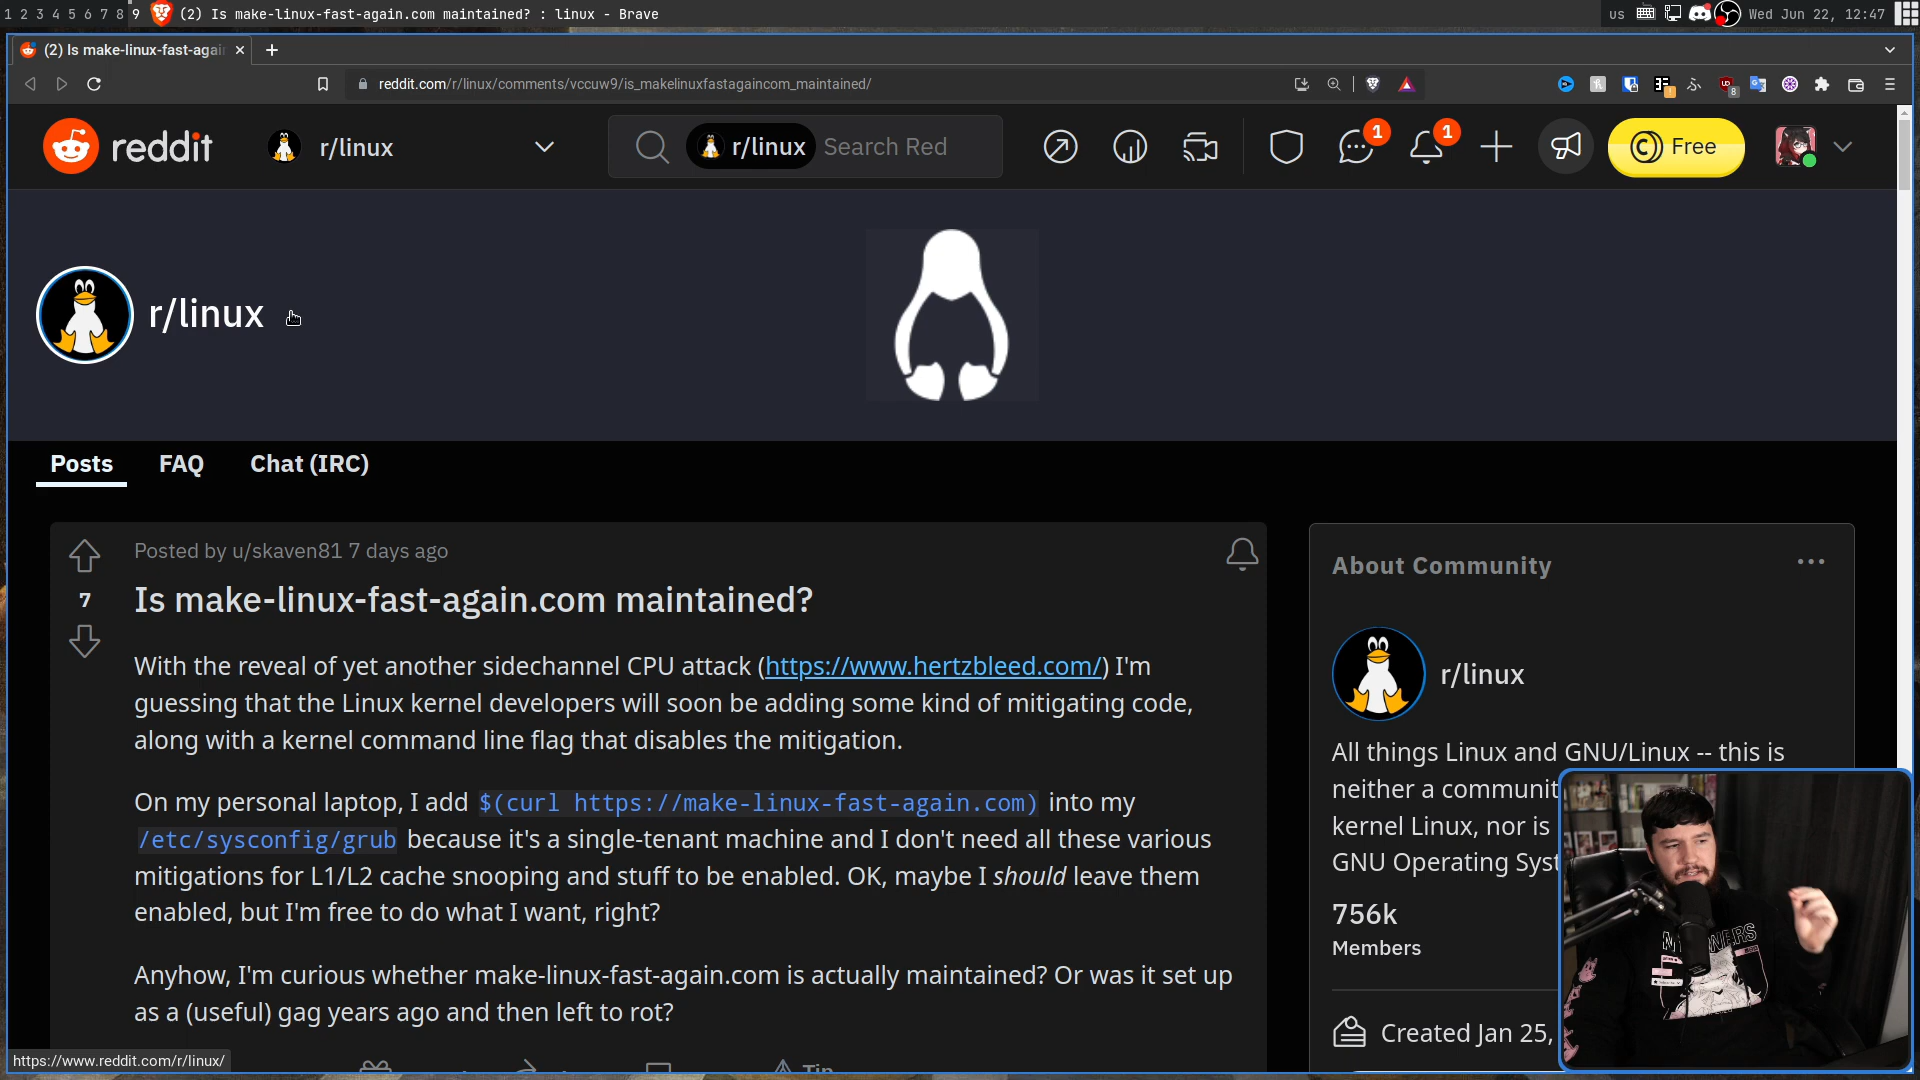 1 2 3 4 5 6 7 8 9 (2) Is make-linux-fast-again.com maintained? : linux - Brave
us Wed Jun 22, 12:47
(2) Is make-linux-fast-agai
reddit.com/r/linux/comments/vccuw9/is_makelinuxfastagaincom_maintained/
8
reddit
r/linux
r/linux Search Red
1
1
Free
r/linux
Posts FAQ Chat (IRC)
Posted by u/skaven81 7 days ago
7
Is make-linux-fast-again.com maintained?
With the reveal of yet another sidechannel CPU attack (https://www.hertzbleed.com/) I'm
guessing that the Linux kernel developers will soon be adding some kind of mitigating code,
along with a kernel command line flag that disables the mitigation.
On my personal laptop, I add $(curl https://make-linux-fast-again.com) into my
/etc/sysconfig/grub because it's a single-tenant machine and I don't need all these various
mitigations for L1/L2 cache snooping and stuff to be enabled. OK, maybe I should leave them
enabled, but I'm free to do what I want, right?
Anyhow, I'm curious whether make-linux-fast-again.com is actually maintained? Or was it set up
as a (useful) gag years ago and then left to rot?
Tip
About Community
r/linux
All things Linux and GNU/Linux -- this is
neither a communit
kernel Linux, nor is
GNU Operating Syst
756k
Members
Created Jan 25,
https://www.reddit.com/r/linux/